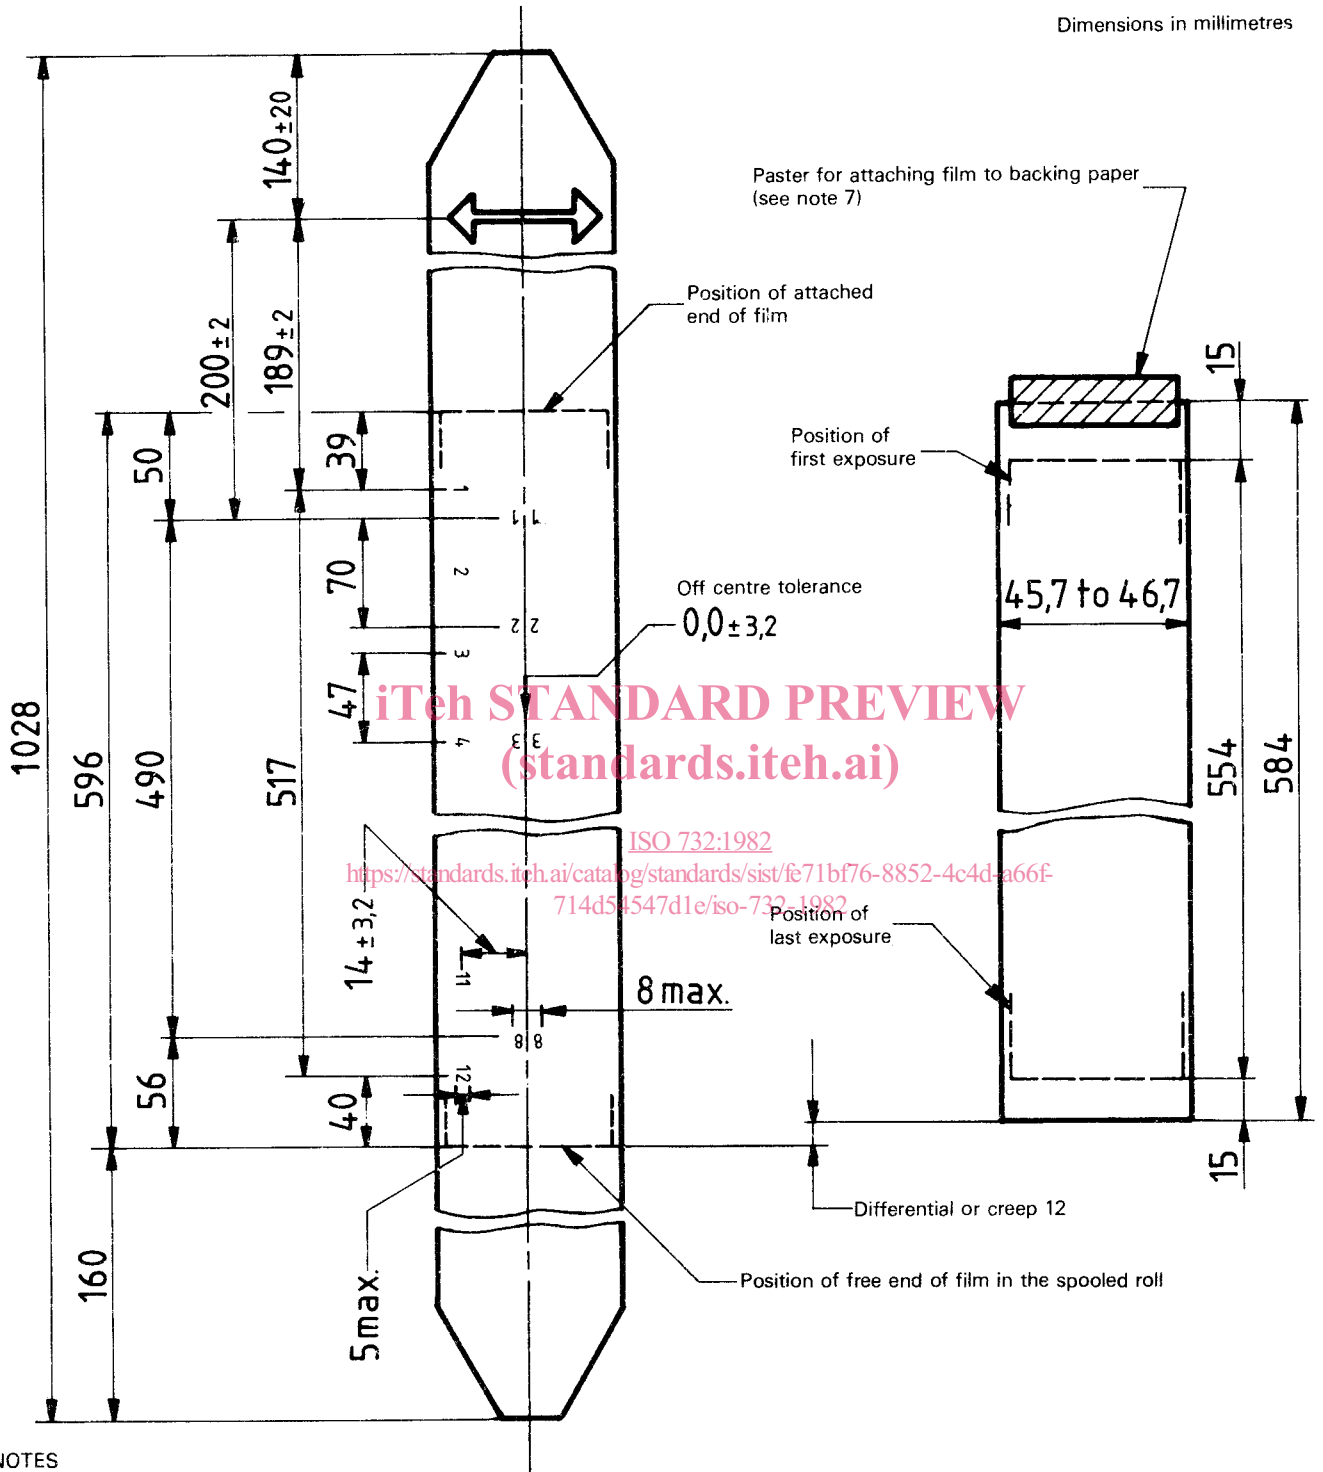 Dimensions in millimetres
140±20
Paster for attaching film to backing paper
(see note 7)
200±2
189±2
Position of attached
end of film
15
39
50
Position of
first exposure
1
1 1
70
2
Off centre tolerance
0,0±3,2
45,7 to 46,7
2 2
3
47
iTeh STANDARD PREVIEW
(standards.iteh.ai)
4
3 3
1028
596
490
517
554
584
ISO 732:1982
https://standards.iteh.ai/catalog/standards/sist/fe71bf76-8852-4c4d-a66f-
714d54547d1e/iso-732-1982
14±3,2
Position of
last exposure
11
8 max.
8 8
12
56
40
15
Differential or creep 12
160
5 max.
Position of free end of film in the spooled roll
NOTES